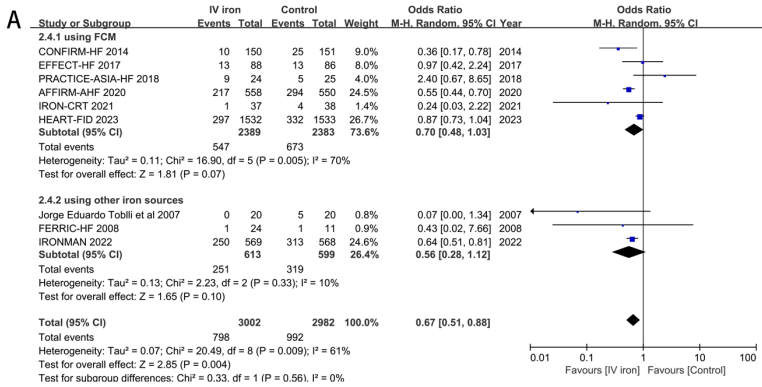 A
IV iron Control Odds Ratio Odds Ratio
Study or Subgroup Events Total Events Total Weight M-H. Random. 95% CI Year M-H. Random. 95% CI
2.4.1 using FCM
CONFIRM-HF 2014 10 150 25 151 9.0% 0.36 [0.17, 0.78] 2014
EFFECT-HF 2017 13 88 13 86 8.8% 0.97 [0.42, 2.24] 2017
PRACTICE-ASIA-HF 2018 9 24 5 25 3.2% 2.40 [0.67, 8.65] 2018
AFFIRM-AHF 2020 217 558 294 550 24.5% 0.55 [0.44, 0.70] 2020
IRON-CRT 2021 1 37 4 38 1.4% 0.24 [0.03, 2.22] 2021
HEART-FID 2023 297 1532 332 1533 26.7% 0.87 [0.73, 1.04] 2023
Subtotal (95% CI) 2389 2383 73.6% 0.70 [0.48, 1.03]
Total events 547 673
Heterogeneity: Tau² = 0.11; Chi² = 16.90, df = 5 (P = 0.005); I² = 70%
Test for overall effect: Z = 1.81 (P = 0.07)
2.4.2 using other iron sources
Jorge Eduardo Toblli et al 2007 0 20 5 20 0.8% 0.07 [0.00, 1.34] 2007
FERRIC-HF 2008 1 24 1 11 0.9% 0.43 [0.02, 7.66] 2008
IRONMAN 2022 250 569 313 568 24.6% 0.64 [0.51, 0.81] 2022
Subtotal (95% CI) 613 599 26.4% 0.56 [0.28, 1.12]
Total events 251 319
Heterogeneity: Tau² = 0.13; Chi² = 2.23, df = 2 (P = 0.33); I² = 10%
Test for overall effect: Z = 1.65 (P = 0.10)
Total (95% CI) 3002 2982 100.0% 0.67 [0.51, 0.88]
Total events 798 992
Heterogeneity: Tau² = 0.07; Chi² = 20.49, df = 8 (P = 0.009); I² = 61%
Test for overall effect: Z = 2.85 (P = 0.004)
Test for subgroup differences: Chi² = 0.33, df = 1 (P = 0.56), I² = 0%
0.01 0.1 1 10 100
Favours [IV iron] Favours [Control]